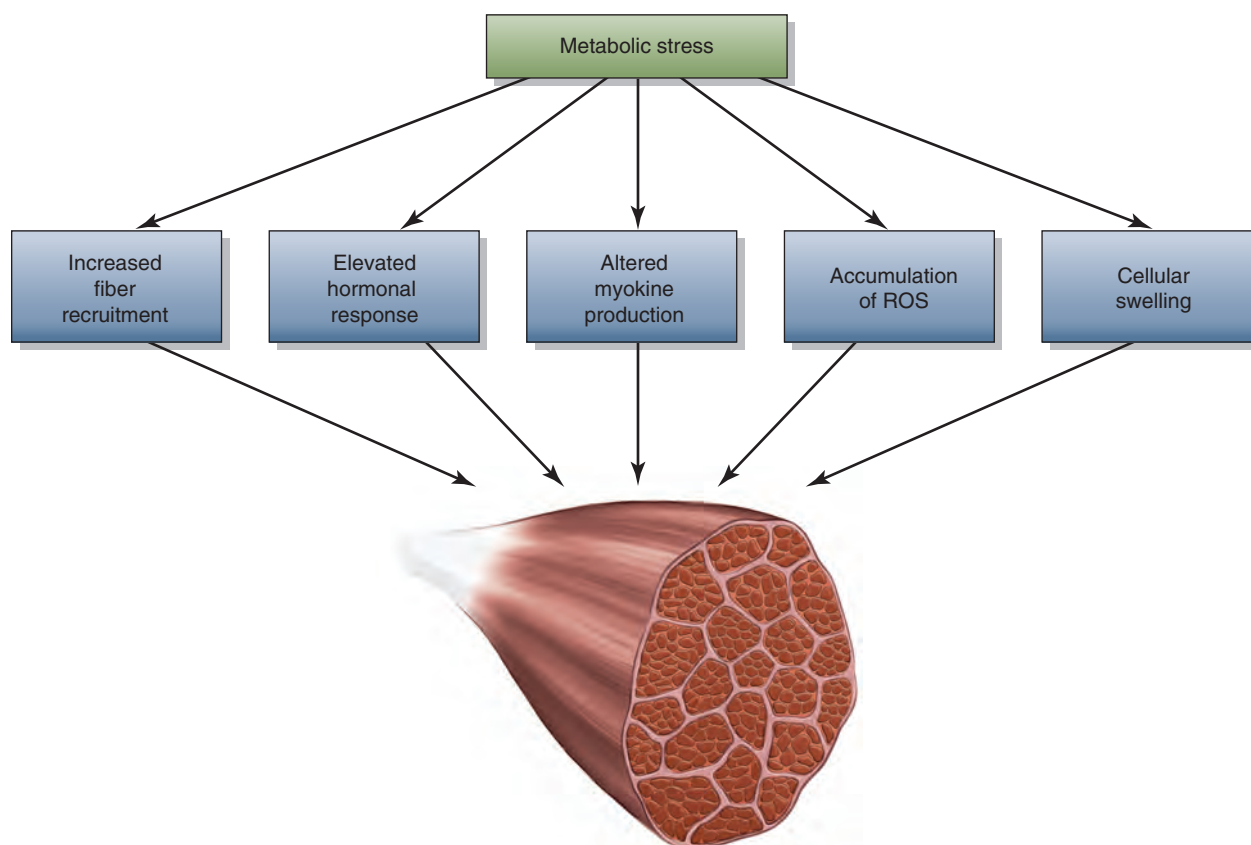 Metabolic stress
Increased
fiber
recruitment
Elevated
hormonal
response
Altered
myokine
production
Accumulation
of ROS
Cellular
swelling